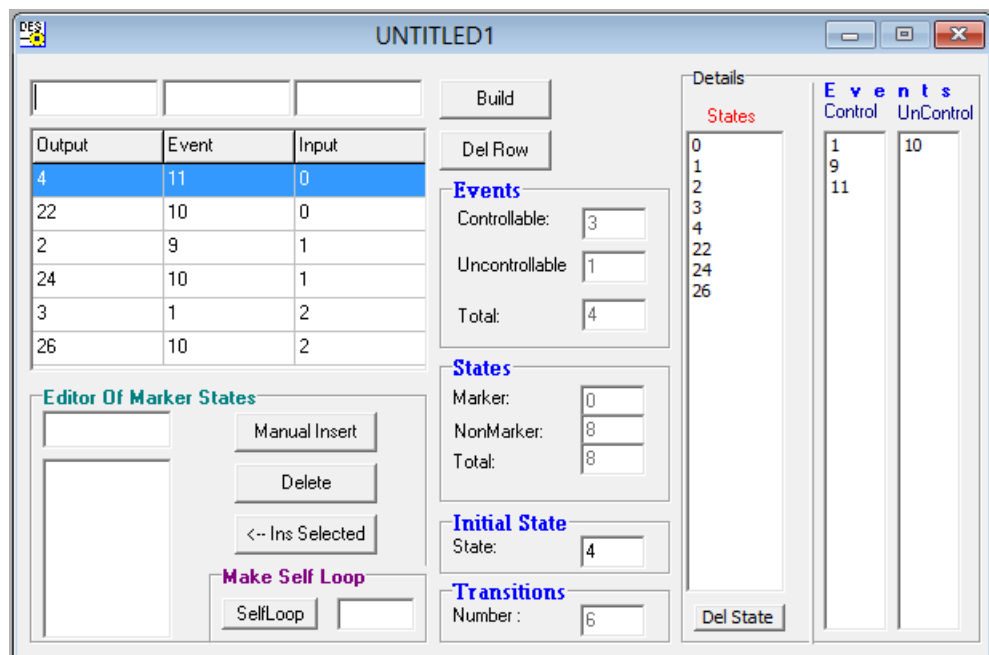 DES
UNTITLED1
Output Event Input
4 11 0
22 10 0
2 9 1
24 10 1
3 1 2
26 10 2
Editor Of Marker States
Manual Insert
Delete
<-- Ins Selected
Make Self Loop
SelfLoop
Build
Del Row
Events
Controllable: 3
Uncontrollable 1
Total: 4
States
Marker: 0
NonMarker: 8
Total: 8
Initial State
State: 4
Transitions
Number : 6
Details
States
0
1
2
3
4
22
24
26
Del State
Events
Control UnControl
1 10
9
11